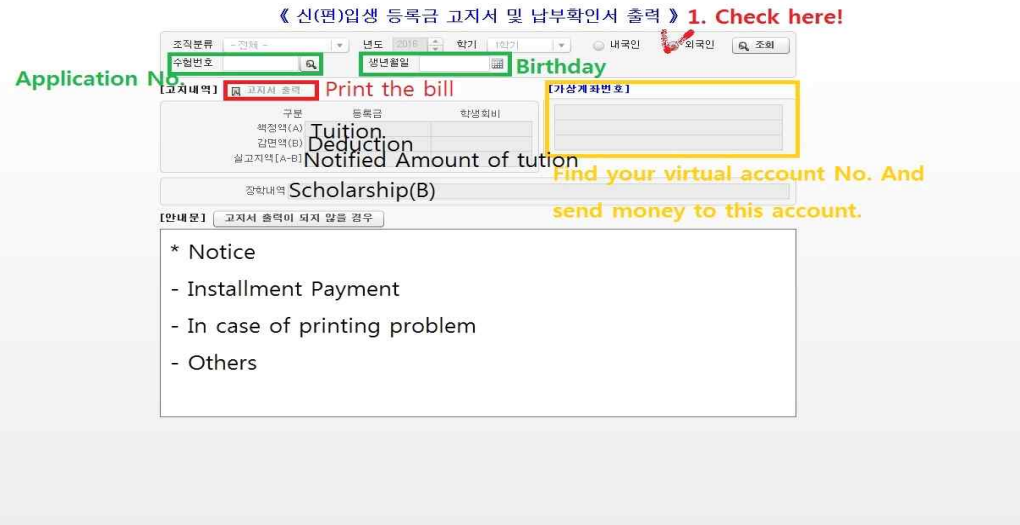 《 신(편)입생 등록금 고지서 및 납부확인서 출력 》 1. Check here!
조직분류 - 전체 - 년도 2016 학기 1학기 내국인 외국인 조회
수험번호 생년월일 Birthday
Application No.
[고지내역] 고지서 출력 Print the bill [가상계좌번호]
구분 등록금 학생회비
책정액(A) Tuition
감면액(B) Deduction
실고지액[A-B] Notified Amount of tution
Find your virtual account No. And
장학내역 Scholarship(B)
send money to this account.
[안내문] 고지서 출력이 되지 않을 경우
* Notice
- Installment Payment
- In case of printing problem
- Others